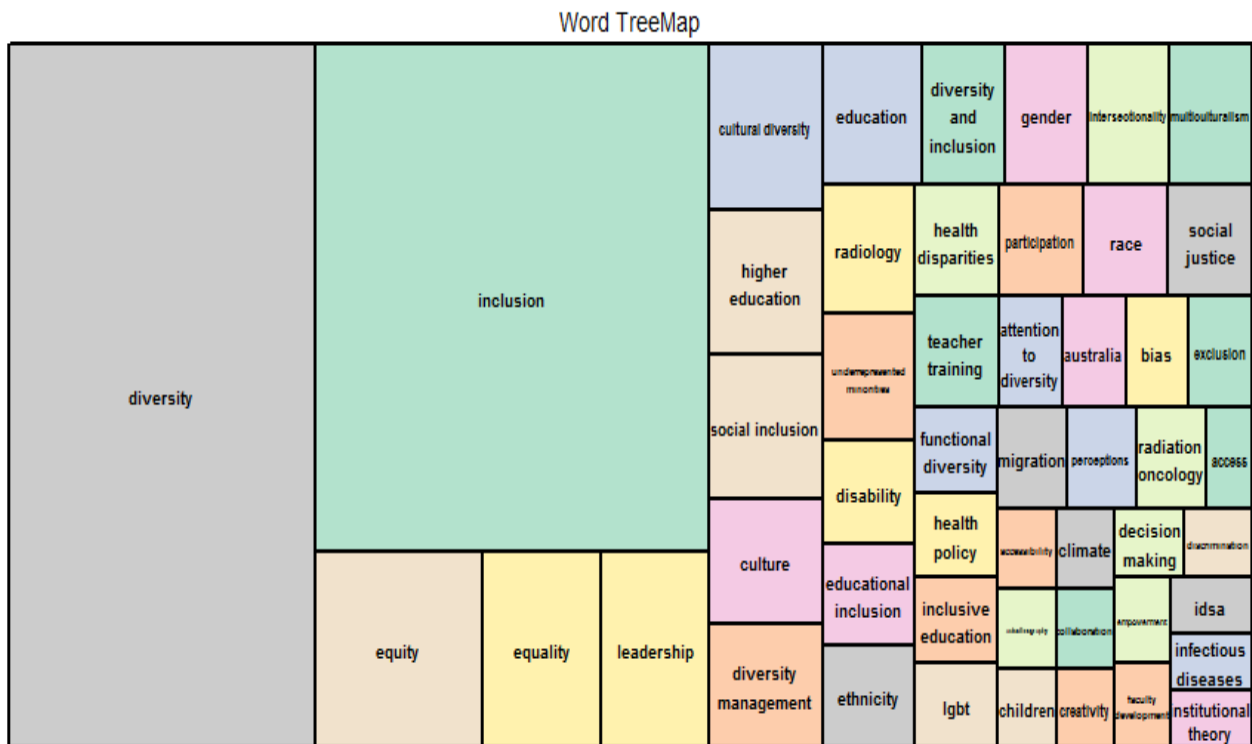 Word TreeMap
diversity
inclusion
equity
equality
leadership
cultural diversity
higher
education
social inclusion
culture
diversity
management
education
radiology
underrepresented
minorities
disability
educational
inclusion
ethnicity
diversity
and
inclusion
gender
intersectionality
multiculturalism
health
disparities
participation
race
social
justice
teacher
training
attention
to
diversity
australia
bias
exclusion
functional
diversity
migration
perceptions
radiation
oncology
access
health
policy
accessibility
climate
decision
making
discrimination
inclusive
education
collaboration
empowerment
idsa
infectious
diseases
lgbt
children
creativity
faculty
development
institutional
theory